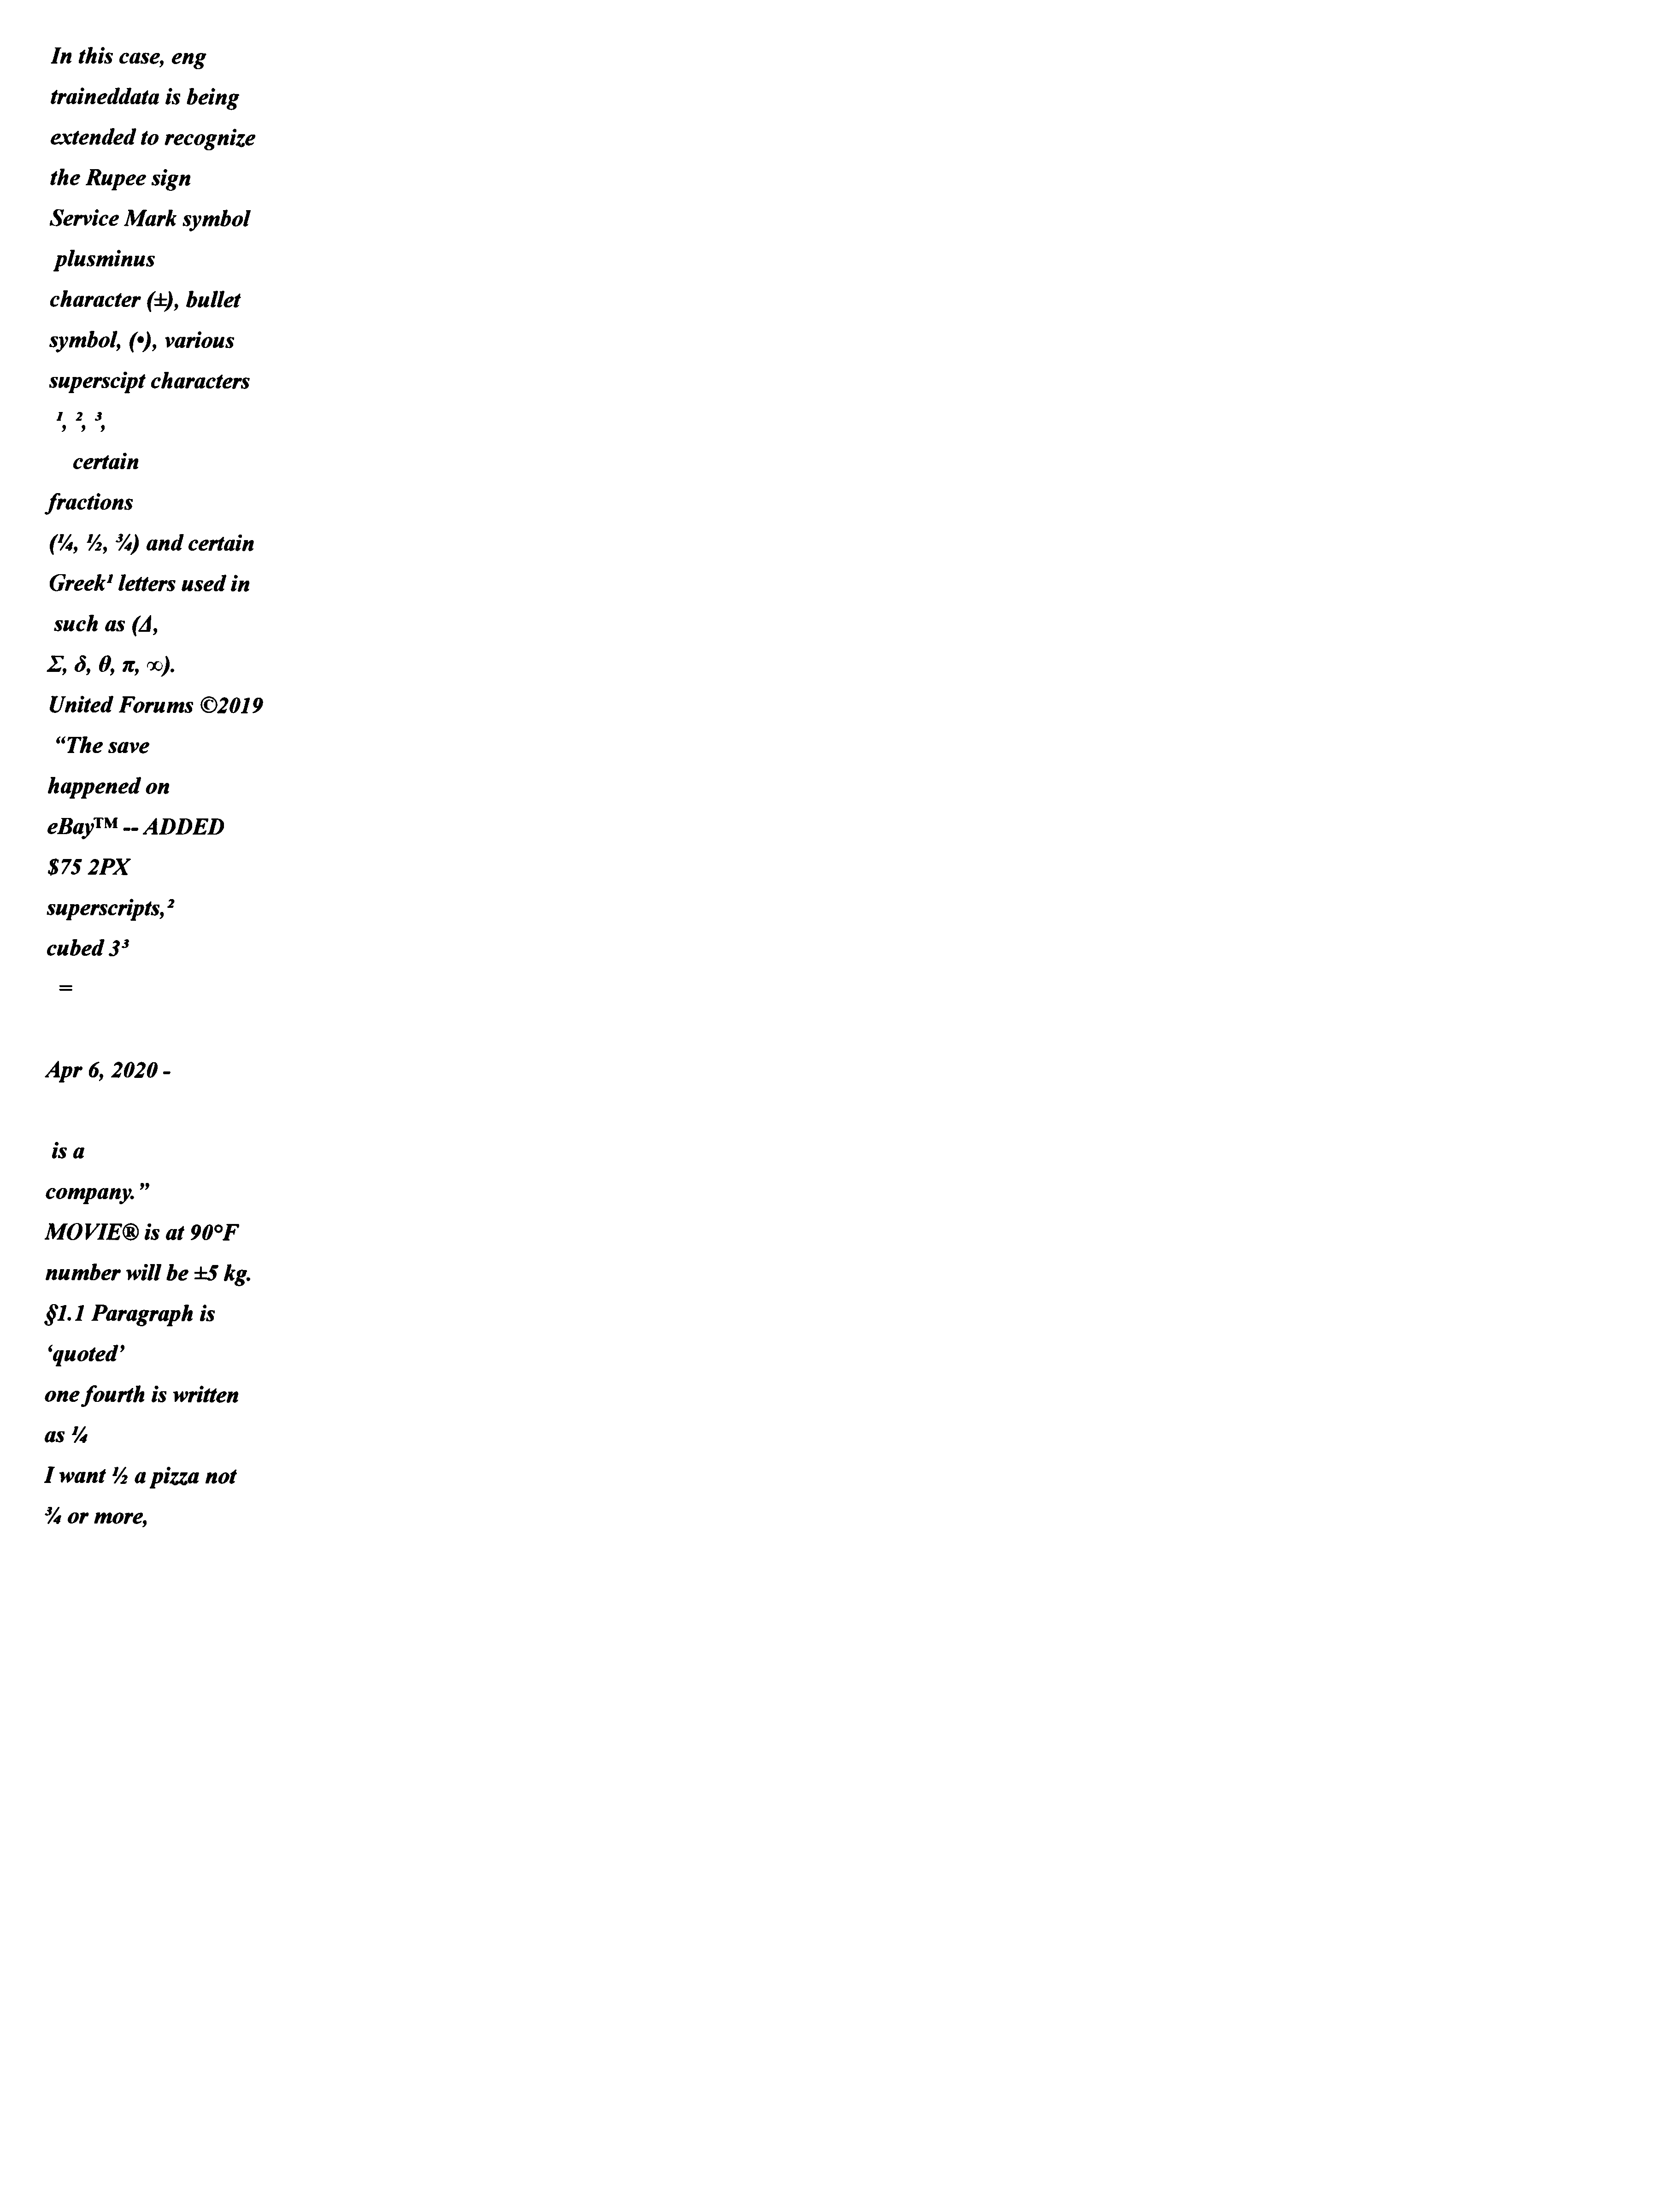 In this case, eng
traineddata is being
extended to recognize
the Rupee sign
Service Mark symbol
plusminus
character (±), bullet
symbol, (•), various
superscipt characters
¹, ², ³,
certain
fractions
(¼, ½, ¾) and certain
Greek¹ letters used in
such as (Δ,
Σ, δ, θ, π, ∞).
United Forums ©2019
“The save
happened on
eBay™ -- ADDED
$75 2PX
superscripts,²
cubed 3³
=
Apr 6, 2020 -
is a
company.”
MOVIE® is at 90°F
number will be ±5 kg.
§1.1 Paragraph is
‘quoted’
one fourth is written
as ¼
I want ½ a pizza not
¾ or more,